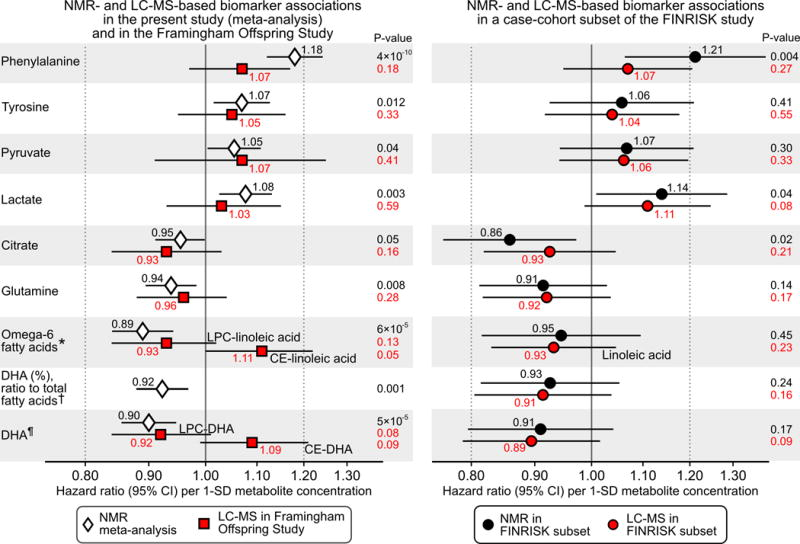 NMR- and LC-MS-based biomarker associations
in the present study (meta-analysis)
and in the Framingham Offspring Study
P-value
Phenylalanine 1.18 4×10⁻¹⁰
1.07 0.18
Tyrosine 1.07 0.012
1.05 0.33
Pyruvate 1.05 0.04
1.07 0.41
Lactate 1.08 0.003
1.03 0.59
Citrate 0.95 0.05
0.93 0.16
Glutamine 0.94 0.008
0.96 0.28
Omega-6 fatty acids* 0.89 6×10⁻⁵
0.93 LPC-linoleic acid 0.13
1.11 CE-linoleic acid 0.05
DHA (%),
ratio to total
fatty acids† 0.92 0.001
DHA¶ 0.90 5×10⁻⁵
0.92 LPC-DHA 0.08
1.09 CE-DHA 0.09
0.80 0.90 1.00 1.10 1.20 1.30
Hazard ratio (95% CI) per 1-SD metabolite concentration
NMR
meta-analysis
LC-MS in Framingham
Offspring Study
NMR- and LC-MS-based biomarker associations
in a case-cohort subset of the FINRISK study
P-value
1.21 0.004
1.07 0.27
1.06 0.41
1.04 0.55
1.07 0.30
1.06 0.33
1.14 0.04
1.11 0.08
0.86 0.02
0.93 0.21
0.91 0.14
0.92 0.17
0.95 0.45
0.93 Linoleic acid 0.23
0.93 0.24
0.91 0.16
0.91 0.17
0.89 0.09
0.80 0.90 1.00 1.10 1.20 1.30
Hazard ratio (95% CI) per 1-SD metabolite concentration
NMR in
FINRISK subset
LC-MS in
FINRISK subset